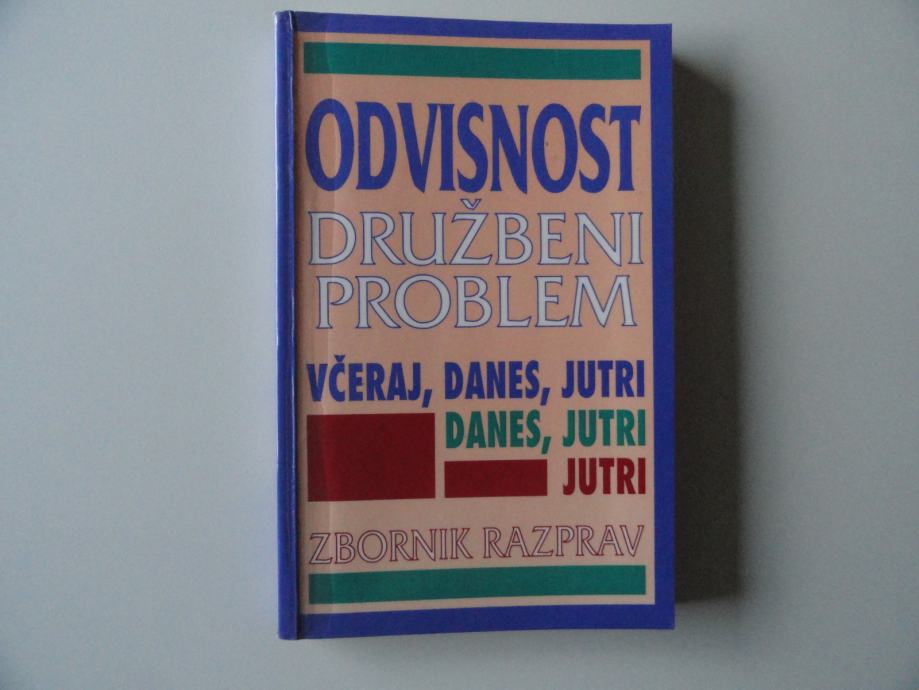 ODVISNOST
DRUŽBENI
PROBLEM
VČERAJ, DANES, JUTRI
DANES, JUTRI
JUTRI
ZBORNIK RAZPRAV